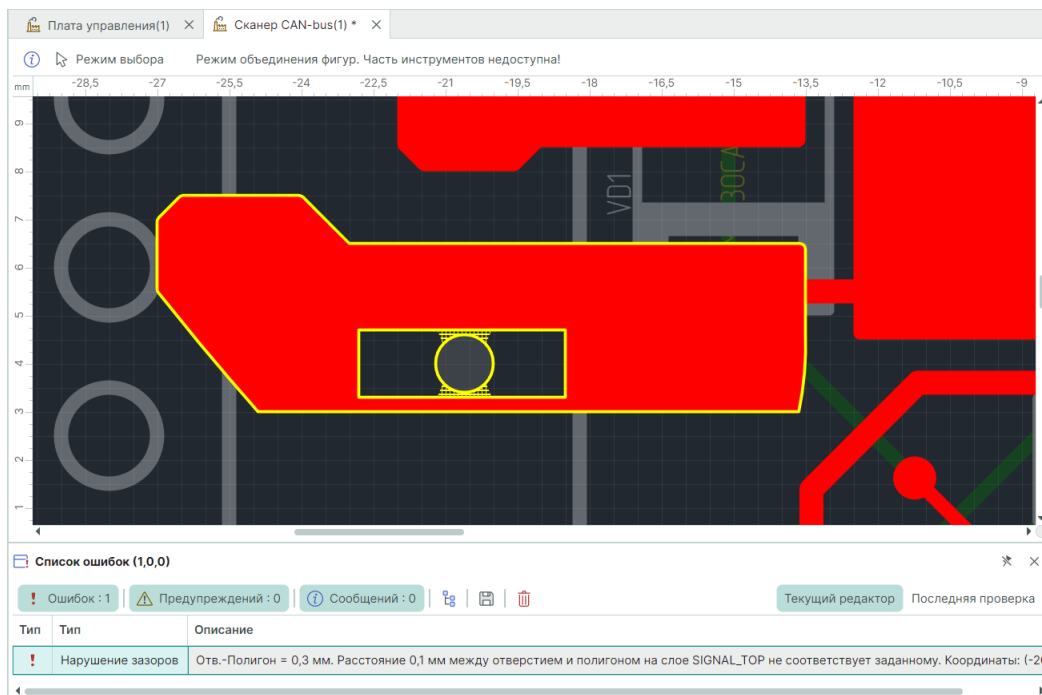 Плата управления(1)
Сканер CAN-bus(1) *
Режим выбора
Режим объединения фигур. Часть инструментов недоступна!
mm
-28,5 -27 -25,5 -24 -22,5 -21 -19,5 -18 -16,5 -15 -13,5 -12 -10,5 -9
9
8
7
6
5
4
3
2
1
VD1
30CA
Список ошибок (1,0,0)
Ошибок : 1
Предупреждений : 0
Сообщений : 0
Текущий редактор
Последняя проверка
Тип Тип Описание
Нарушение зазоров Отв.-Полигон = 0,3 мм. Расстояние 0,1 мм между отверстием и полигоном на слое SIGNAL_TOP не соответствует заданному. Координаты: (-20